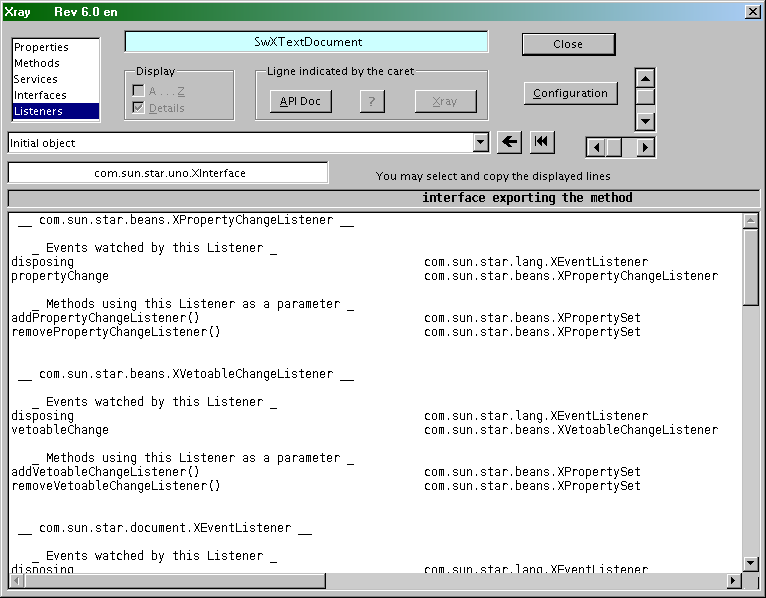 Xray Rev 6.0 en
Properties
Methods
Services
Interfaces
Listeners
SwXTextDocument
Close
Display
A . . . Z
Details
Ligne indicated by the caret
API Doc
?
Xray
Configuration
Initial object
com.sun.star.uno.XInterface
You may select and copy the displayed lines
interface exporting the method
__ com.sun.star.beans.XPropertyChangeListener __
_ Events watched by this Listener _
disposing com.sun.star.lang.XEventListener
propertyChange com.sun.star.beans.XPropertyChangeListener
_ Methods using this Listener as a parameter _
addPropertyChangeListener() com.sun.star.beans.XPropertySet
removePropertyChangeListener() com.sun.star.beans.XPropertySet
__ com.sun.star.beans.XVetoableChangeListener __
_ Events watched by this Listener _
disposing com.sun.star.lang.XEventListener
vetoableChange com.sun.star.beans.XVetoableChangeListener
_ Methods using this Listener as a parameter _
addVetoableChangeListener() com.sun.star.beans.XPropertySet
removeVetoableChangeListener() com.sun.star.beans.XPropertySet
__ com.sun.star.document.XEventListener __
_ Events watched by this Listener _
disposing com.sun.star.lang.XEventListener